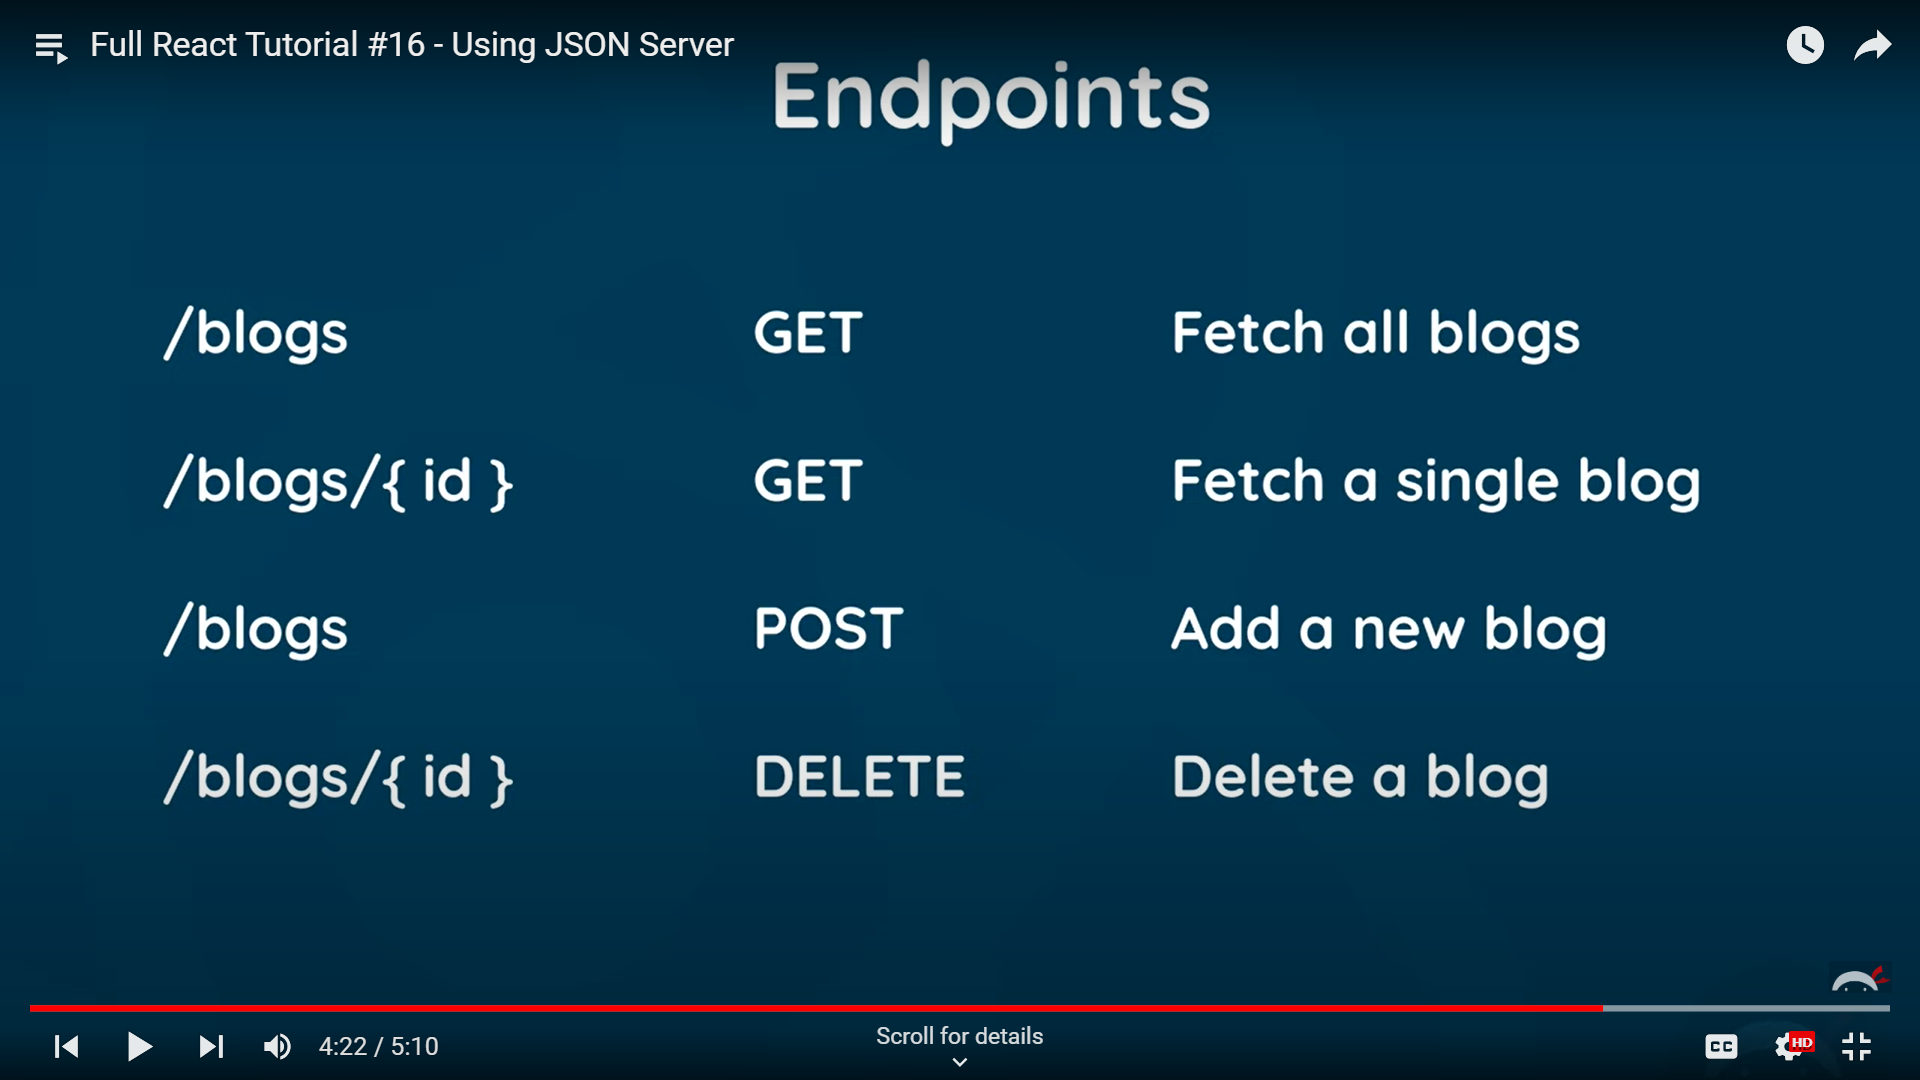 Full React Tutorial #16 - Using JSON Server
Endpoints
/blogs GET Fetch all blogs
/blogs/{ id } GET Fetch a single blog
/blogs POST Add a new blog
/blogs/{ id } DELETE Delete a blog
Scroll for details
4:22 / 5:10
CC
HD